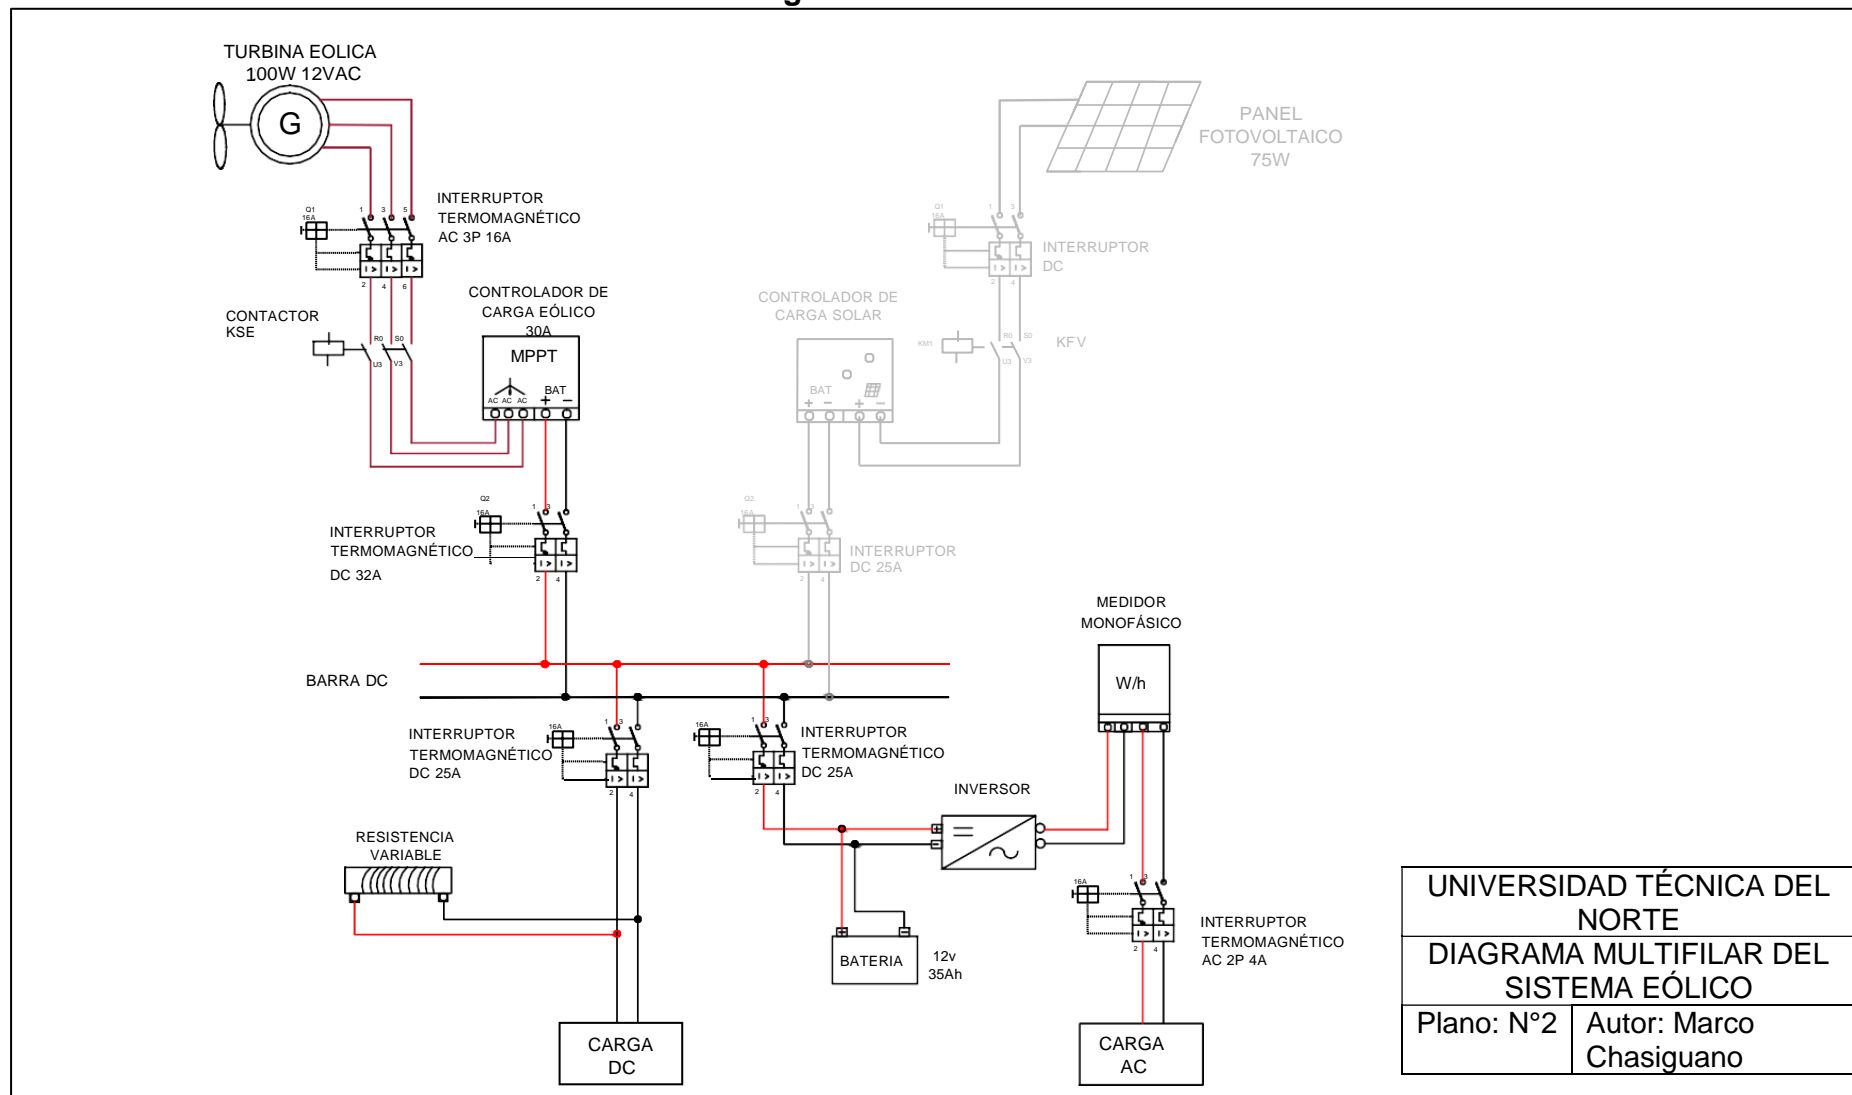 TURBINA EOLICA
100W 12VAC
G
PANEL
FOTOVOLTAICO
75W
Q1
16A
1 3 5
INTERRUPTOR
TERMOMAGNÉTICO
AC 3P 16A
2 4 6
Q1
16A
1 3
INTERRUPTOR
DC
2 4
CONTACTOR
KSE
R0 S0
U3 V3
CONTROLADOR DE
CARGA EÓLICO
30A
MPPT
BAT
AC AC AC + −
CONTROLADOR DE
CARGA SOLAR
BAT
+ − + −
KM1
R0 S0
U3 V3
KFV
Q2
16A
1 3
INTERRUPTOR
TERMOMAGNÉTICO
DC 32A
2 4
Q2
16A
1 3
INTERRUPTOR
DC 25A
2 4
MEDIDOR
MONOFÁSICO
W/h
BARRA DC
16A
1 3
INTERRUPTOR
TERMOMAGNÉTICO
DC 25A
2 4
16A
1 3
INTERRUPTOR
TERMOMAGNÉTICO
DC 25A
2 4
INVERSOR
RESISTENCIA
VARIABLE
BATERIA
12v
35Ah
16A
1 3
INTERRUPTOR
TERMOMAGNÉTICO
AC 2P 4A
2 4
CARGA
DC
CARGA
AC
UNIVERSIDAD TÉCNICA DEL
NORTE
DIAGRAMA MULTIFILAR DEL
SISTEMA EÓLICO
Plano: N°2
Autor: Marco
Chasiguano